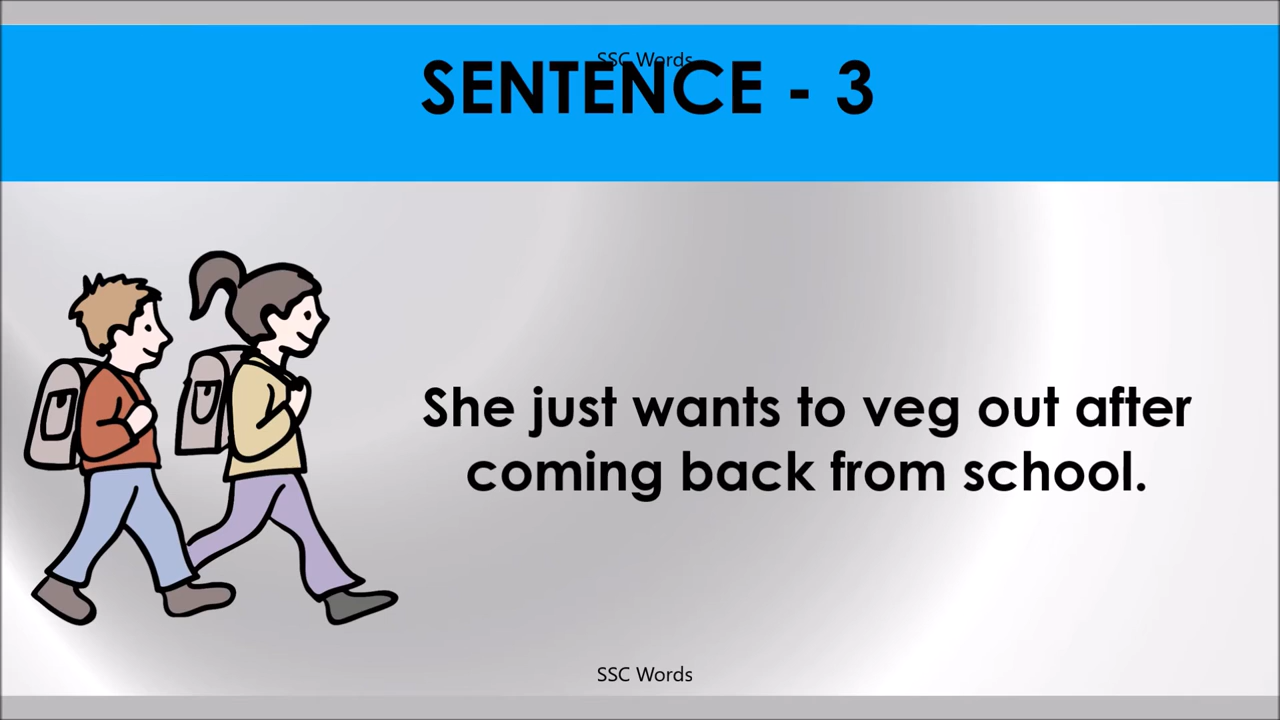 SSC Words
SENTENCE - 3
She just wants to veg out after
coming back from school.
SSC Words